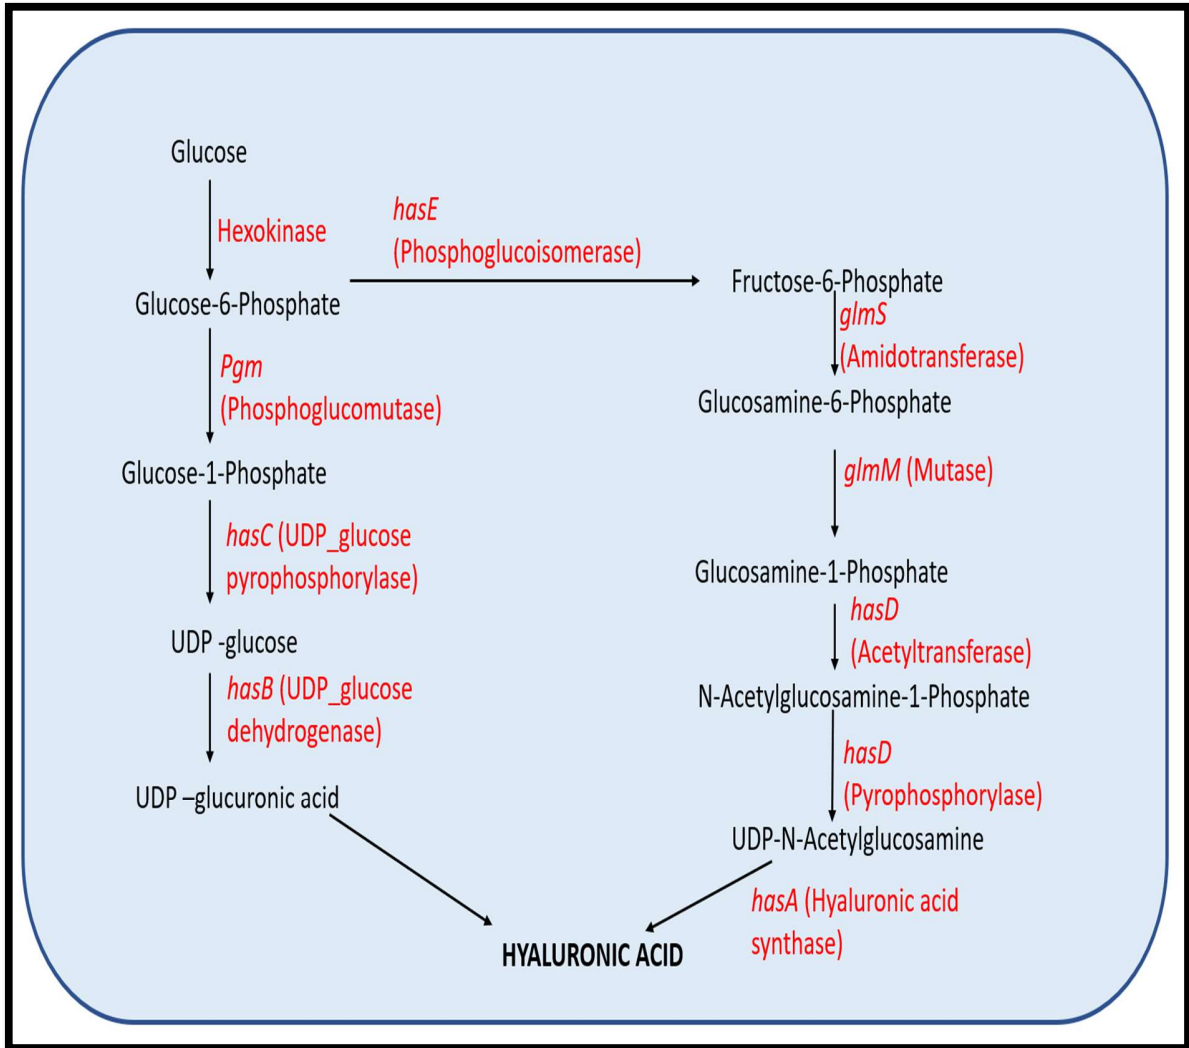 Glucose
Hexokinase
hasE
(Phosphoglucoisomerase)
Glucose-6-Phosphate
Fructose-6-Phosphate
glmS
(Amidotransferase)
Pgm
(Phosphoglucomutase)
Glucosamine-6-Phosphate
Glucose-1-Phosphate
glmM (Mutase)
hasC (UDP_glucose
pyrophosphorylase)
Glucosamine-1-Phosphate
hasD
(Acetyltransferase)
UDP -glucose
hasB (UDP_glucose
dehydrogenase)
N-Acetylglucosamine-1-Phosphate
hasD
(Pyrophosphorylase)
UDP –glucuronic acid
UDP-N-Acetylglucosamine
hasA (Hyaluronic acid
synthase)
HYALURONIC ACID